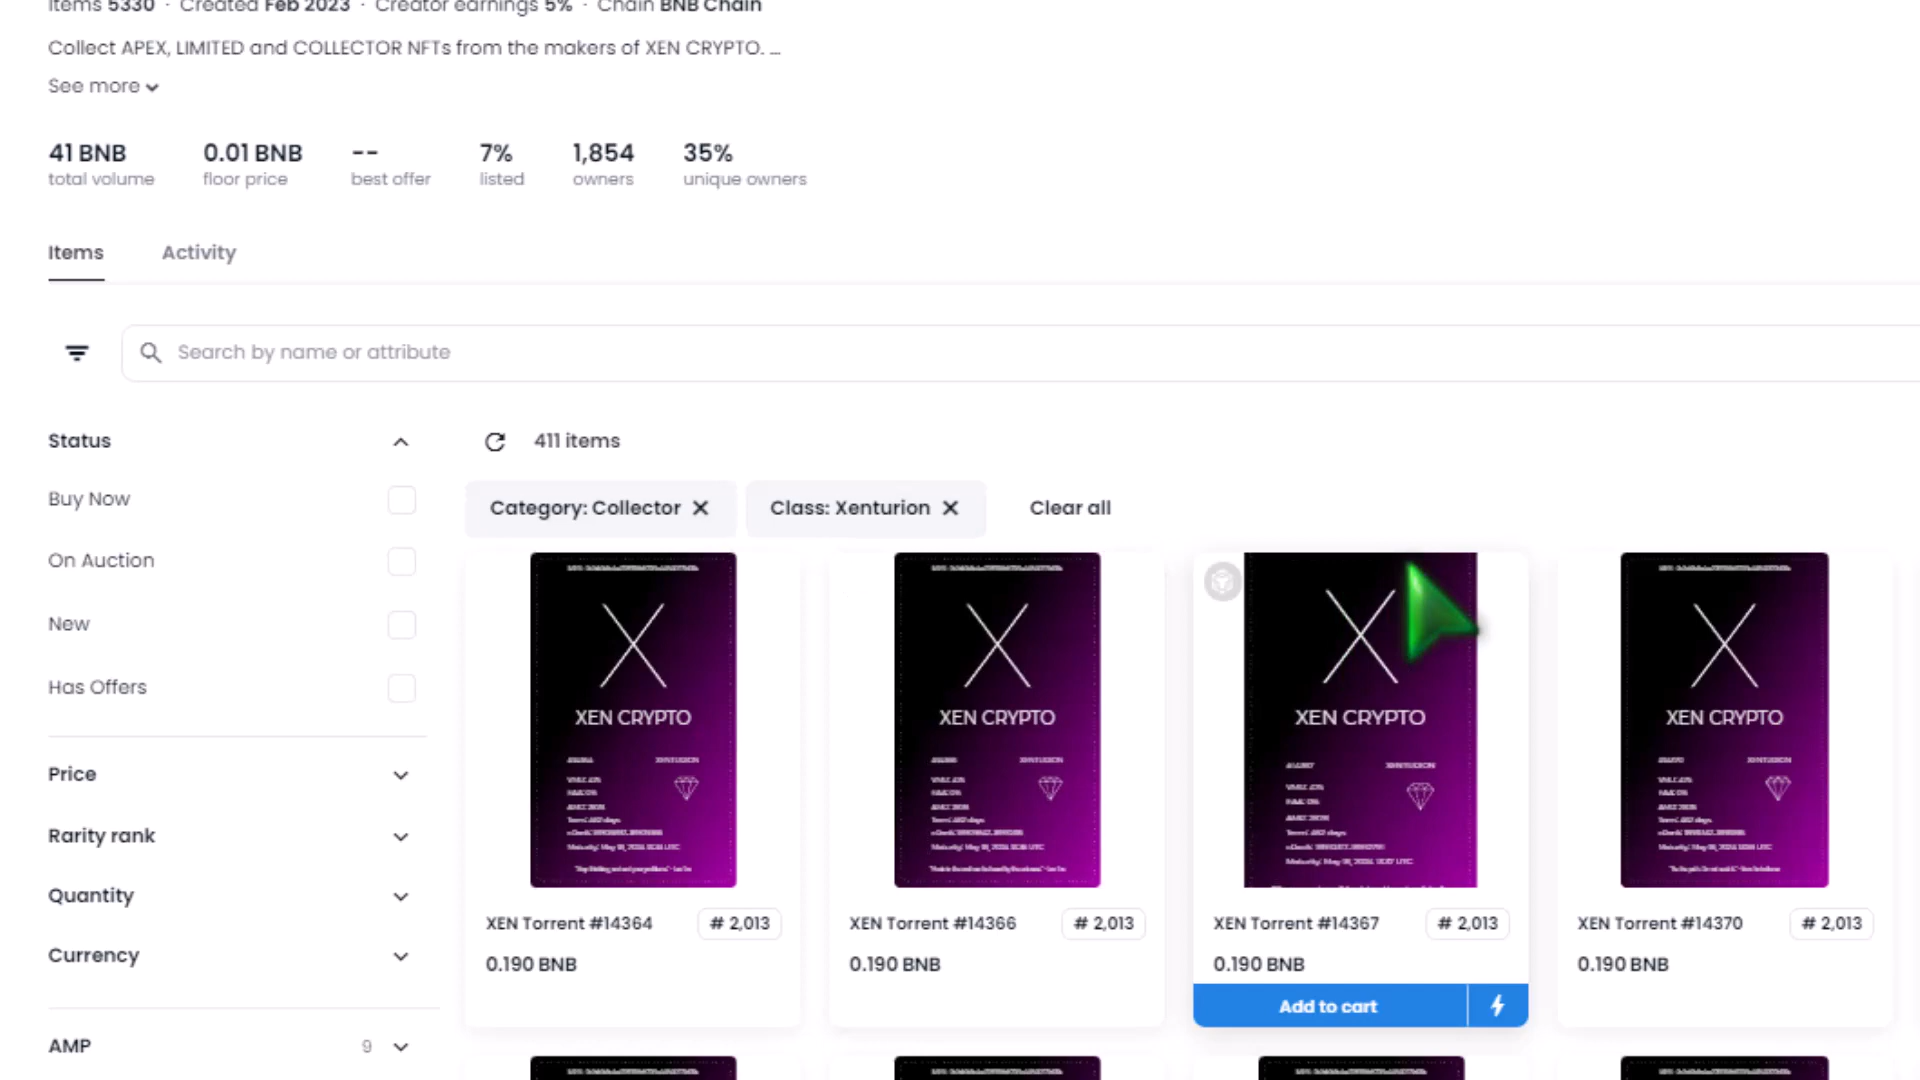 Items 5330 · Created Feb 2023 · Creator earnings 5% · Chain BNB Chain
Collect APEX, LIMITED and COLLECTOR NFTs from the makers of XEN CRYPTO. ...
See more
41 BNB 0.01 BNB -- 7% 1,854 35%
total volume floor price best offer listed owners unique owners
Items Activity
Search by name or attribute
Status
411 items
Buy Now
Category: Collector Class: Xenturion Clear all
On Auction
New
Has Offers
XEN CRYPTO XEN CRYPTO XEN CRYPTO XEN CRYPTO
Price
Rarity rank
Quantity
Currency
XEN Torrent #14364 # 2,013
0.190 BNB
XEN Torrent #14366 # 2,013
0.190 BNB
XEN Torrent #14367 # 2,013
0.190 BNB
Add to cart
XEN Torrent #14370 # 2,013
0.190 BNB
AMP 9